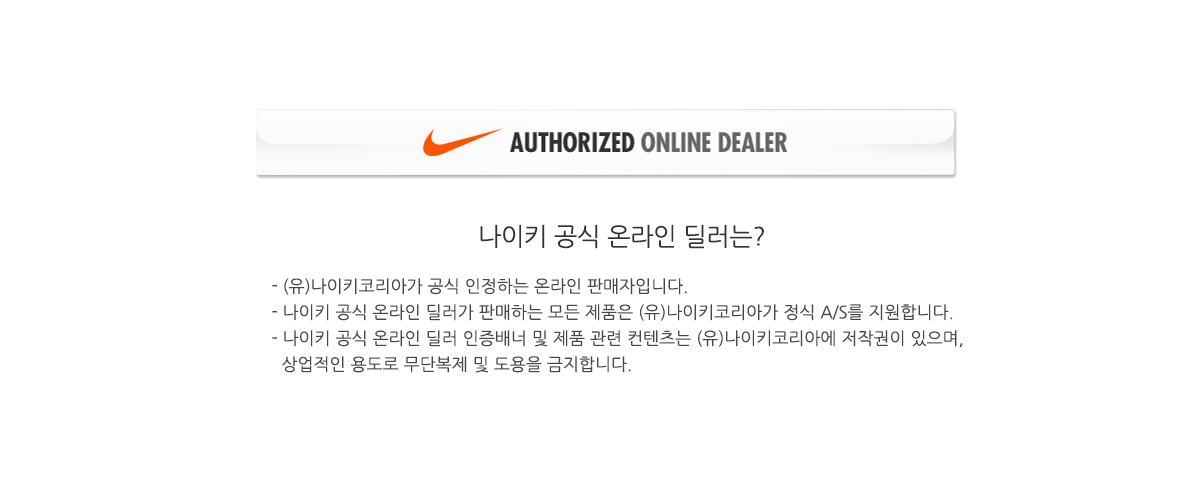 AUTHORIZED ONLINE DEALER
나이키 공식 온라인 딜러는?
- (유)나이키코리아가 공식 인정하는 온라인 판매자입니다.
- 나이키 공식 온라인 딜러가 판매하는 모든 제품은 (유)나이키코리아가 정식 A/S를 지원합니다.
- 나이키 공식 온라인 딜러 인증배너 및 제품 관련 컨텐츠는 (유)나이키코리아에 저작권이 있으며,
상업적인 용도로 무단복제 및 도용을 금지합니다.